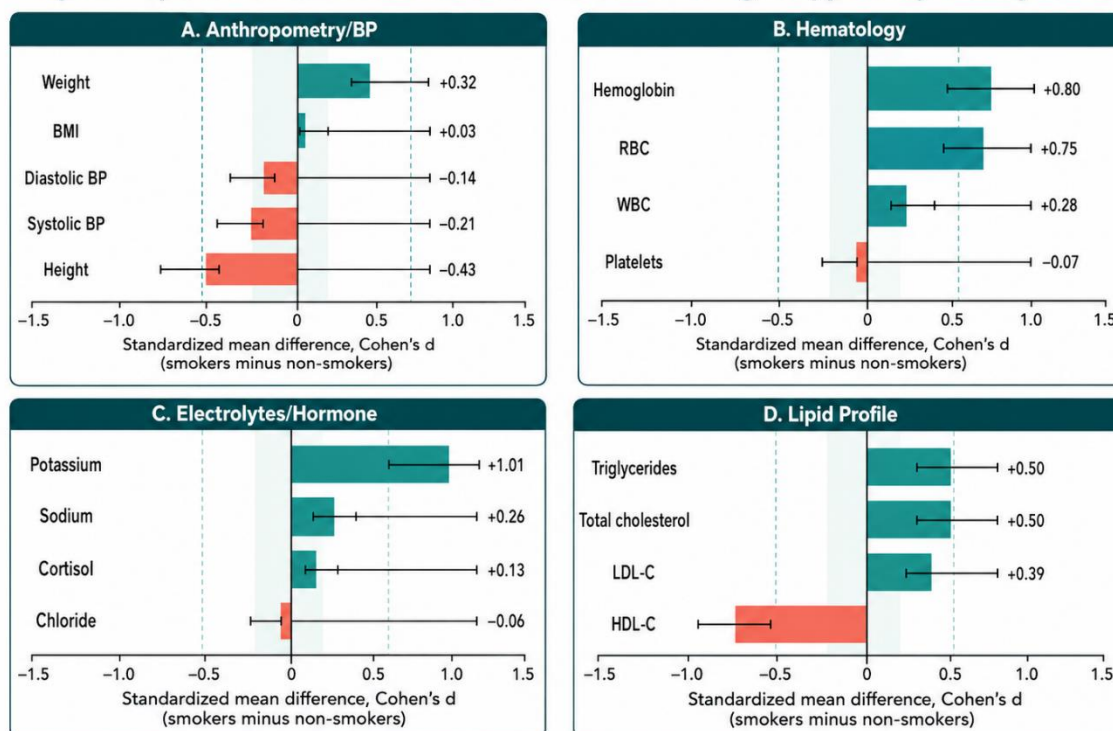 A. Anthropometry/BP
Weight +0.32
BMI +0.03
Diastolic BP −0.14
Systolic BP −0.21
Height −0.43
−1.5 −1.0 −0.5 0 0.5 1.0 1.5
Standardized mean difference, Cohen's d
(smokers minus non-smokers)
B. Hematology
Hemoglobin +0.80
RBC +0.75
WBC +0.28
Platelets −0.07
−1.5 −1.0 −0.5 0 0.5 1.0 1.5
Standardized mean difference, Cohen's d
(smokers minus non-smokers)
C. Electrolytes/Hormone
Potassium +1.01
Sodium +0.26
Cortisol +0.13
Chloride −0.06
−1.5 −1.0 −0.5 0 0.5 1.0 1.5
Standardized mean difference, Cohen's d
(smokers minus non-smokers)
D. Lipid Profile
Triglycerides +0.50
Total cholesterol +0.50
LDL-C +0.39
HDL-C
−1.5 −1.0 −0.5 0 0.5 1.0 1.5
Standardized mean difference, Cohen's d
(smokers minus non-smokers)